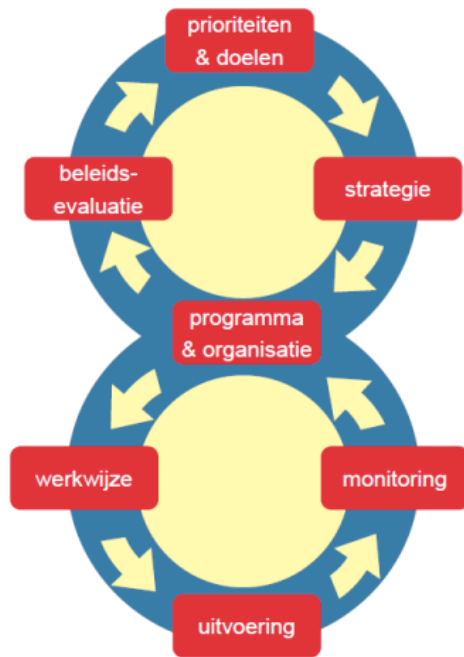 prioriteiten
& doelen
beleids-
evaluatie
strategie
programma
& organisatie
werkwijze
monitoring
uitvoering